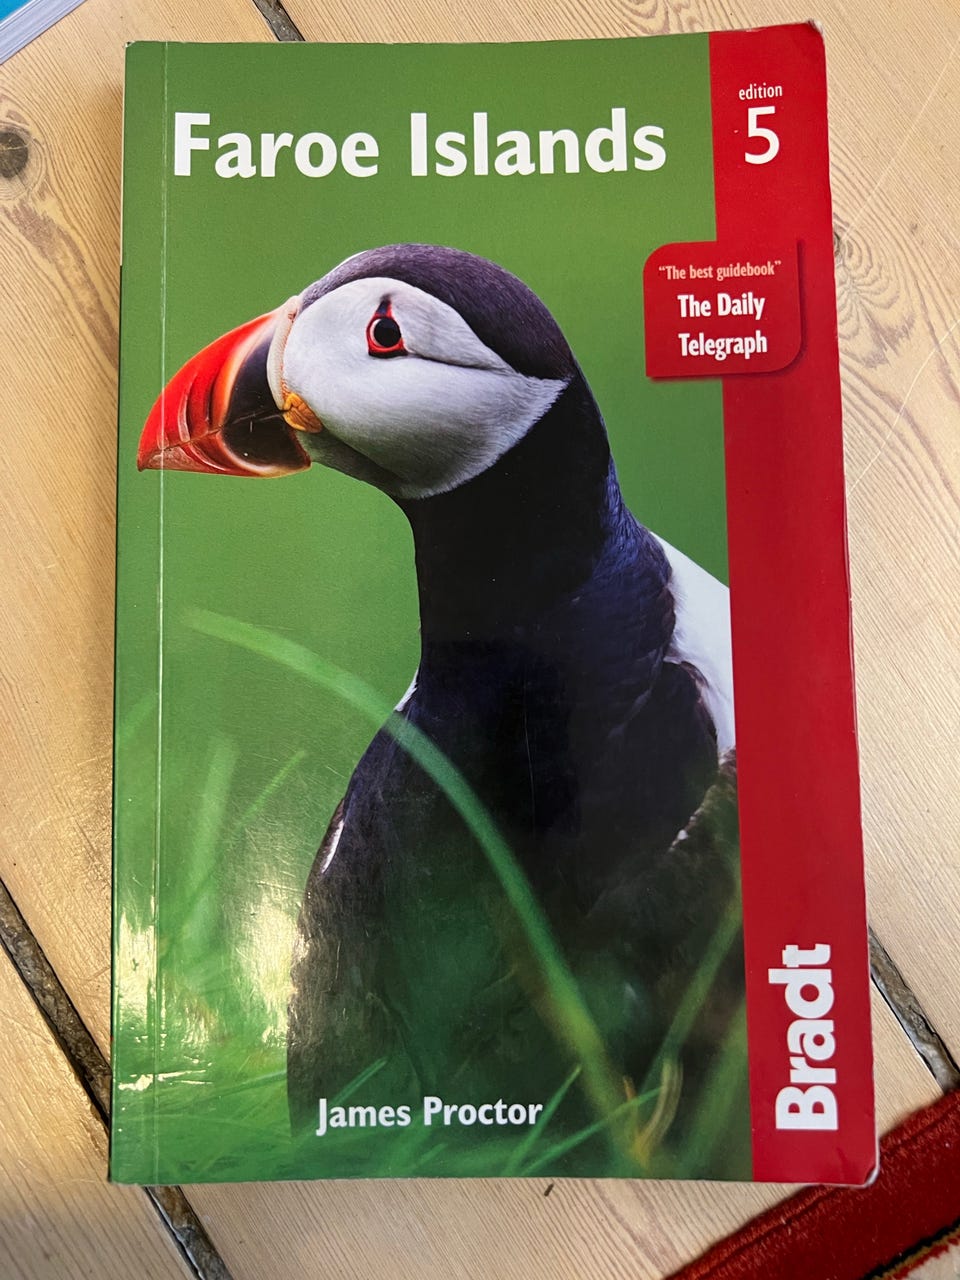 Faroe Islands
edition
5
“The best guidebook”
The Daily
Telegraph
James Proctor
Bradt